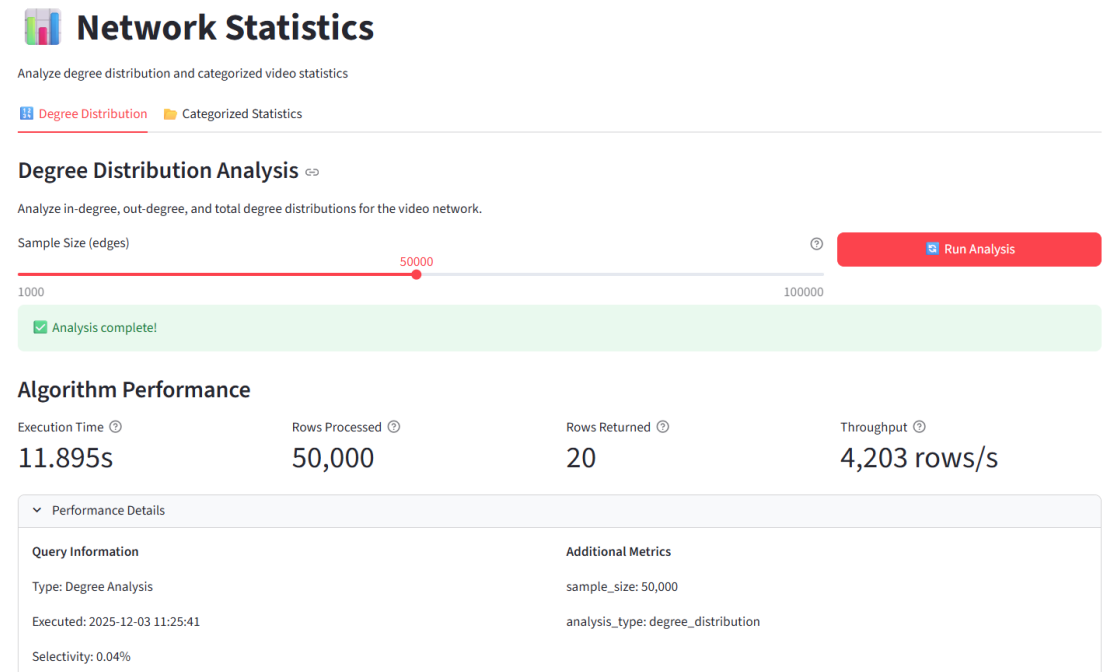 Network Statistics
Analyze degree distribution and categorized video statistics
Degree Distribution
Categorized Statistics
Degree Distribution Analysis
Analyze in-degree, out-degree, and total degree distributions for the video network.
Sample Size (edges)
50000
1000
100000
Run Analysis
Analysis complete!
Algorithm Performance
Execution Time
Rows Processed
Rows Returned
Throughput
11.895s
50,000
20
4,203 rows/s
Performance Details
Query Information
Additional Metrics
Type: Degree Analysis
sample_size: 50,000
Executed: 2025-12-03 11:25:41
analysis_type: degree_distribution
Selectivity: 0.04%